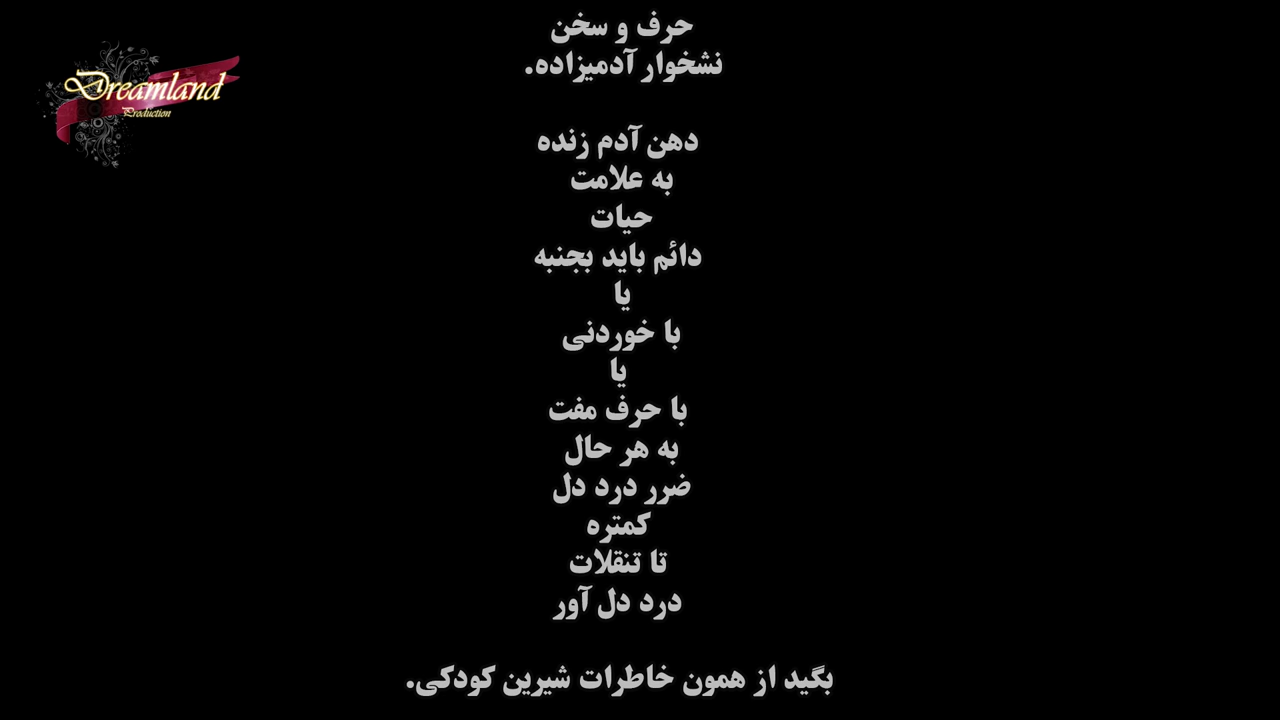 Dreamland
Production
حرف و سخن
نشخوار آدمیزاده.
دهن آدم زنده
به علامت
حیات
دائم باید بجنبه
یا
با خوردنی
یا
با حرف مفت
به هر حال
ضرر درد دل
کمتره
تا تنقلات
درد دل آور
بگید از همون خاطرات شیرین کودکی.